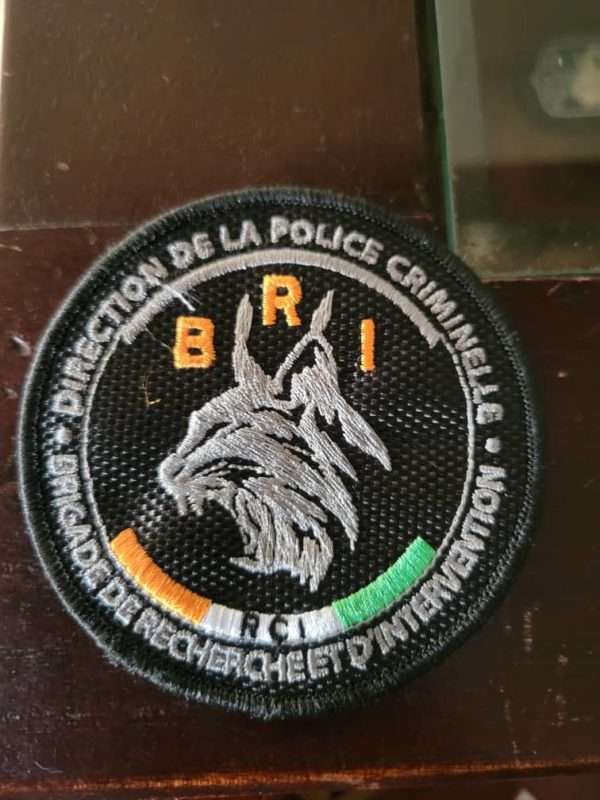 DIRECTION DE LA POLICE CRIMINELLE
BRI
RCI
• BRIGADE DE RECHERCHE ET D'INTERVENTION •